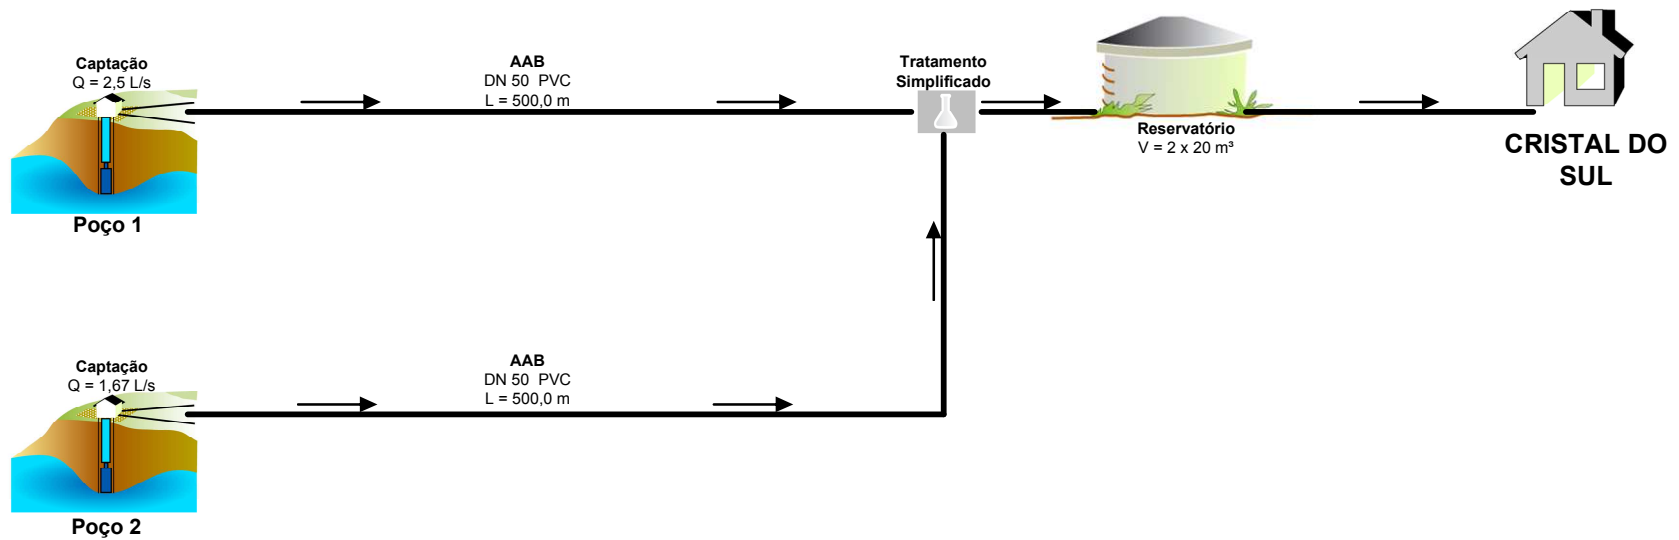 Captação
Q = 2,5 L/s
AAB
DN 50  PVC
L = 500,0 m
Tratamento
Simplificado
Reservatório
V = 2 x 20 m³
CRISTAL DO
SUL
Poço 1
Captação
Q = 1,67 L/s
AAB
DN 50  PVC
L = 500,0 m
Poço 2